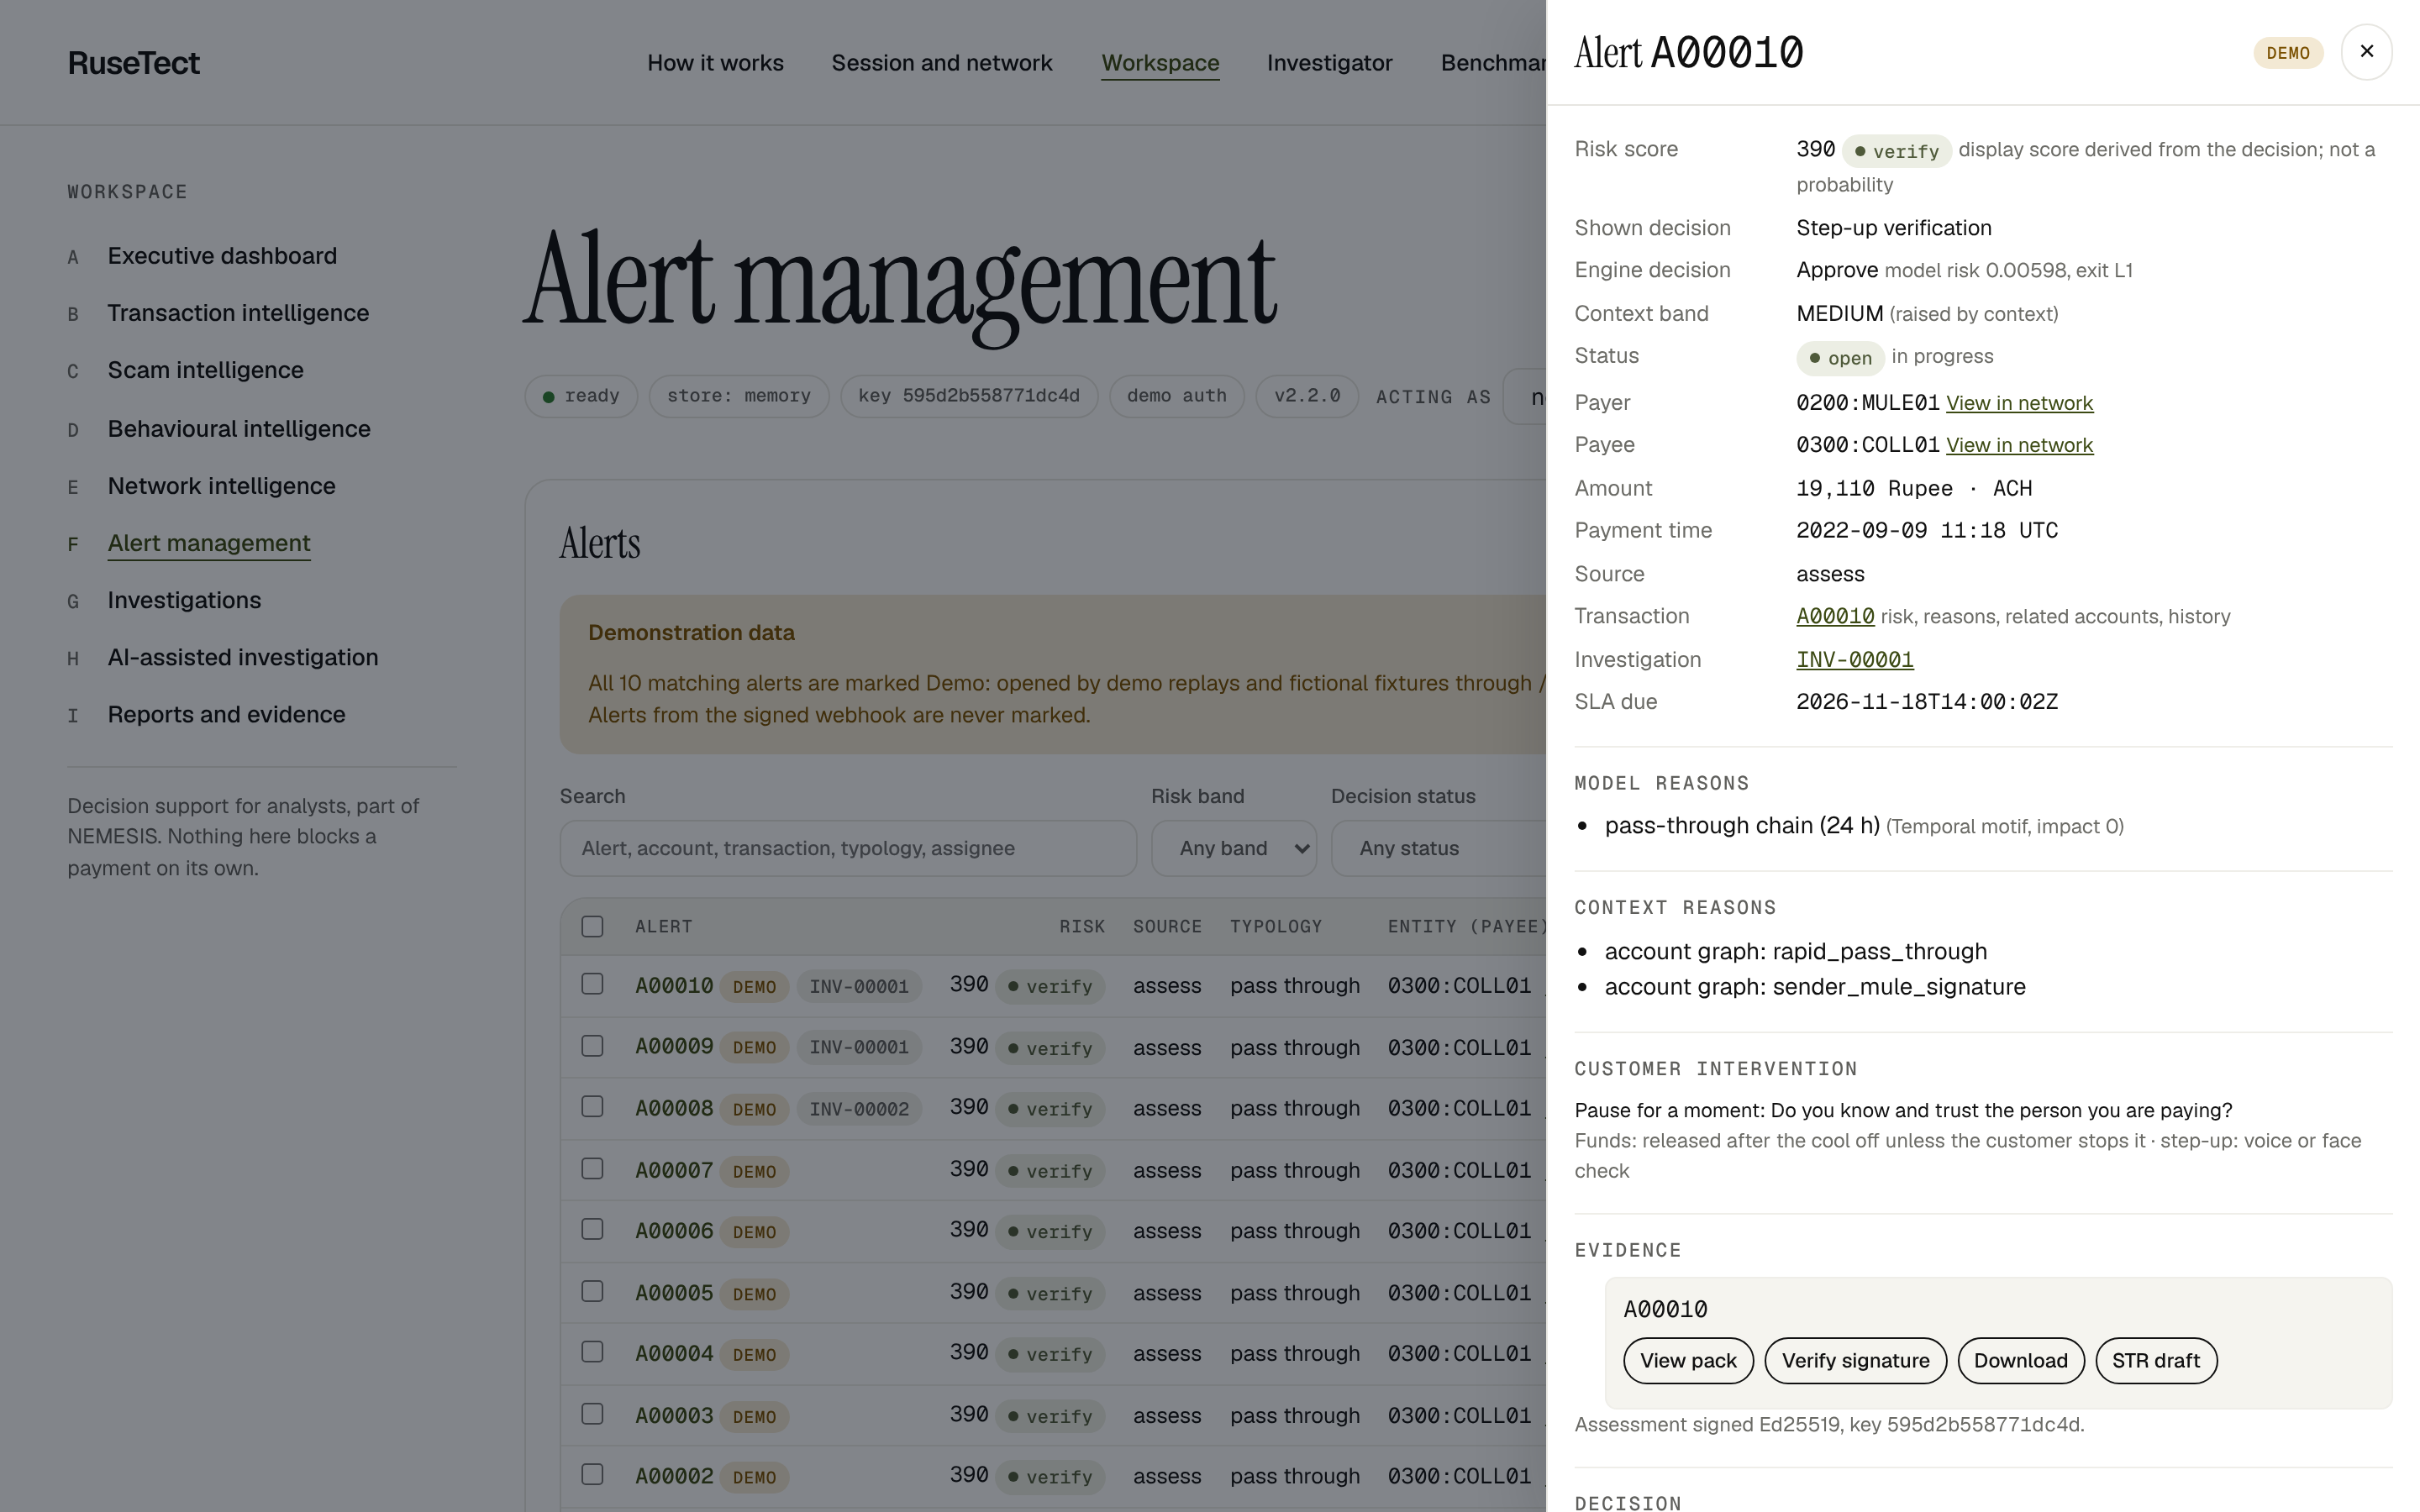 RuseTect
How it works
Session and network
Workspace
Investigator
WORKSPACE
A Executive dashboard
B Transaction intelligence
C Scam intelligence
D Behavioural intelligence
E Network intelligence
F Alert management
G Investigations
H AI-assisted investigation
I Reports and evidence
Decision support for analysts, part of
NEMESIS. Nothing here blocks a
payment on its own.
Alert management
ready
store: memory
key 595d2b558771dc4d
demo auth
v2.2.0
ACTING AS
Alerts
Demonstration data
All 10 matching alerts are marked Demo: opened by demo replays and fictional fixtures through /
Alerts from the signed webhook are never marked.
Search
Risk band
Decision status
Alert, account, transaction, typology, assignee
Any band
Any status
ALERT RISK SOURCE TYPOLOGY ENTITY (PAYEE)
A00010 DEMO INV-00001 390 verify assess pass through 0300:COLL01
A00009 DEMO INV-00001 390 verify assess pass through 0300:COLL01
A00008 DEMO INV-00002 390 verify assess pass through 0300:COLL01
A00007 DEMO 390 verify assess pass through 0300:COLL01
A00006 DEMO 390 verify assess pass through 0300:COLL01
A00005 DEMO 390 verify assess pass through 0300:COLL01
A00004 DEMO 390 verify assess pass through 0300:COLL01
A00003 DEMO 390 verify assess pass through 0300:COLL01
A00002 DEMO 390 verify assess pass through 0300:COLL01
Alert A00010
DEMO
×
Risk score 390 verify display score derived from the decision; not a
probability
Shown decision Step-up verification
Engine decision Approve model risk 0.00598, exit L1
Context band MEDIUM (raised by context)
Status open in progress
Payer 0200:MULE01 View in network
Payee 0300:COLL01 View in network
Amount 19,110 Rupee · ACH
Payment time 2022-09-09 11:18 UTC
Source assess
Transaction A00010 risk, reasons, related accounts, history
Investigation INV-00001
SLA due 2026-11-18T14:00:02Z
MODEL REASONS
• pass-through chain (24 h) (Temporal motif, impact 0)
CONTEXT REASONS
• account graph: rapid_pass_through
• account graph: sender_mule_signature
CUSTOMER INTERVENTION
Pause for a moment: Do you know and trust the person you are paying?
Funds: released after the cool off unless the customer stops it · step-up: voice or face
check
EVIDENCE
A00010
View pack
Verify signature
Download
STR draft
Assessment signed Ed25519, key 595d2b558771dc4d.
DECISION